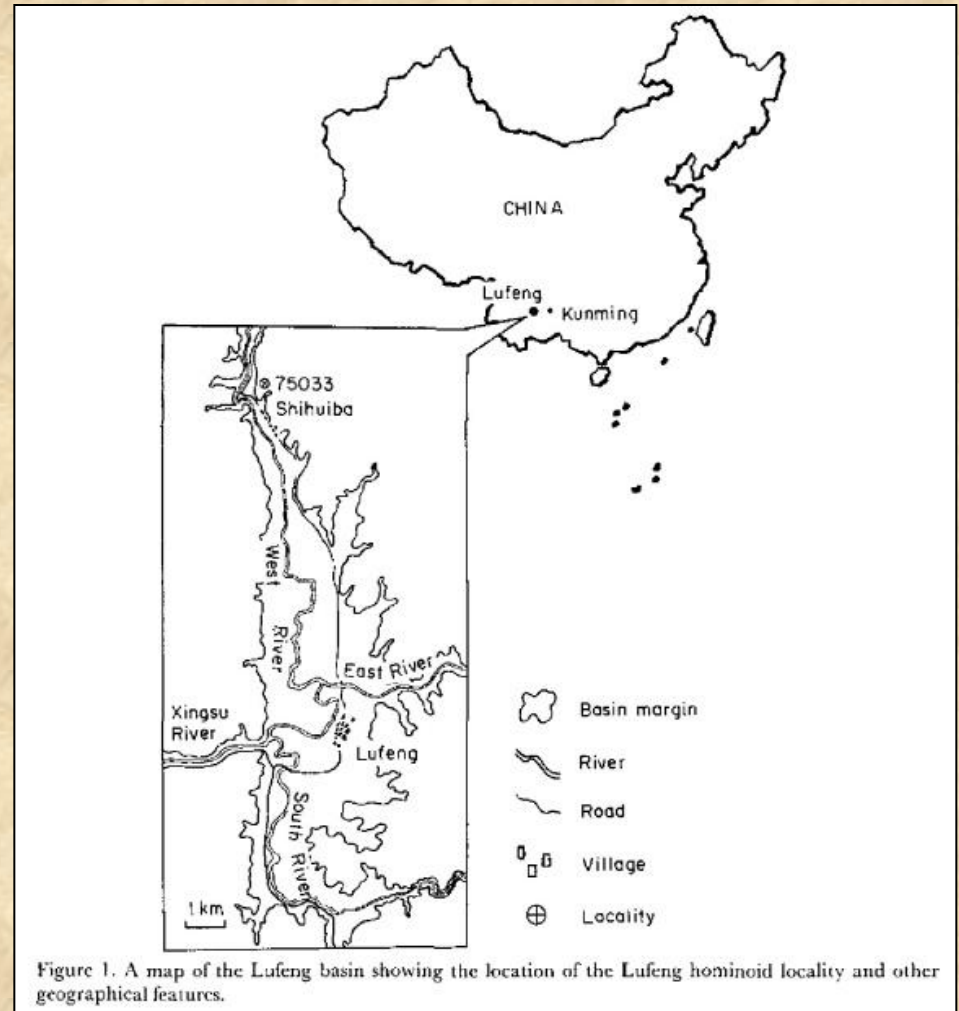 CHINA
Lufeng
Kunming
75033
Shihuiba
West
River
East River
Xingsu
River
Lufeng
South
River
1 km
Basin margin
River
Road
Village
Locality
Figure 1. A map of the Lufeng basin showing the location of the Lufeng hominoid locality and other
geographical features.